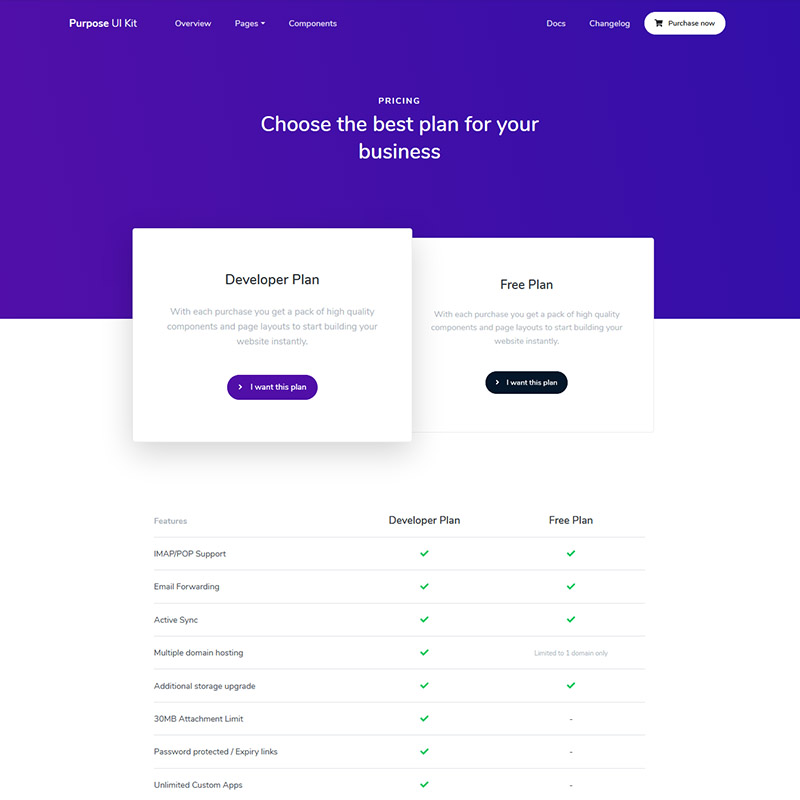 Purpose UI Kit Overview Pages Components Docs Changelog Purchase now
PRICING
Choose the best plan for your
business
Developer Plan
With each purchase you get a pack of high quality
components and page layouts to start building your
website instantly.
I want this plan
Free Plan
With each purchase you get a pack of high quality
components and page layouts to start building your
website instantly.
I want this plan
Features Developer Plan Free Plan
IMAP/POP Support
Email Forwarding
Active Sync
Multiple domain hosting Limited to 1 domain only
Additional storage upgrade
30MB Attachment Limit -
Password protected / Expiry links -
Unlimited Custom Apps -